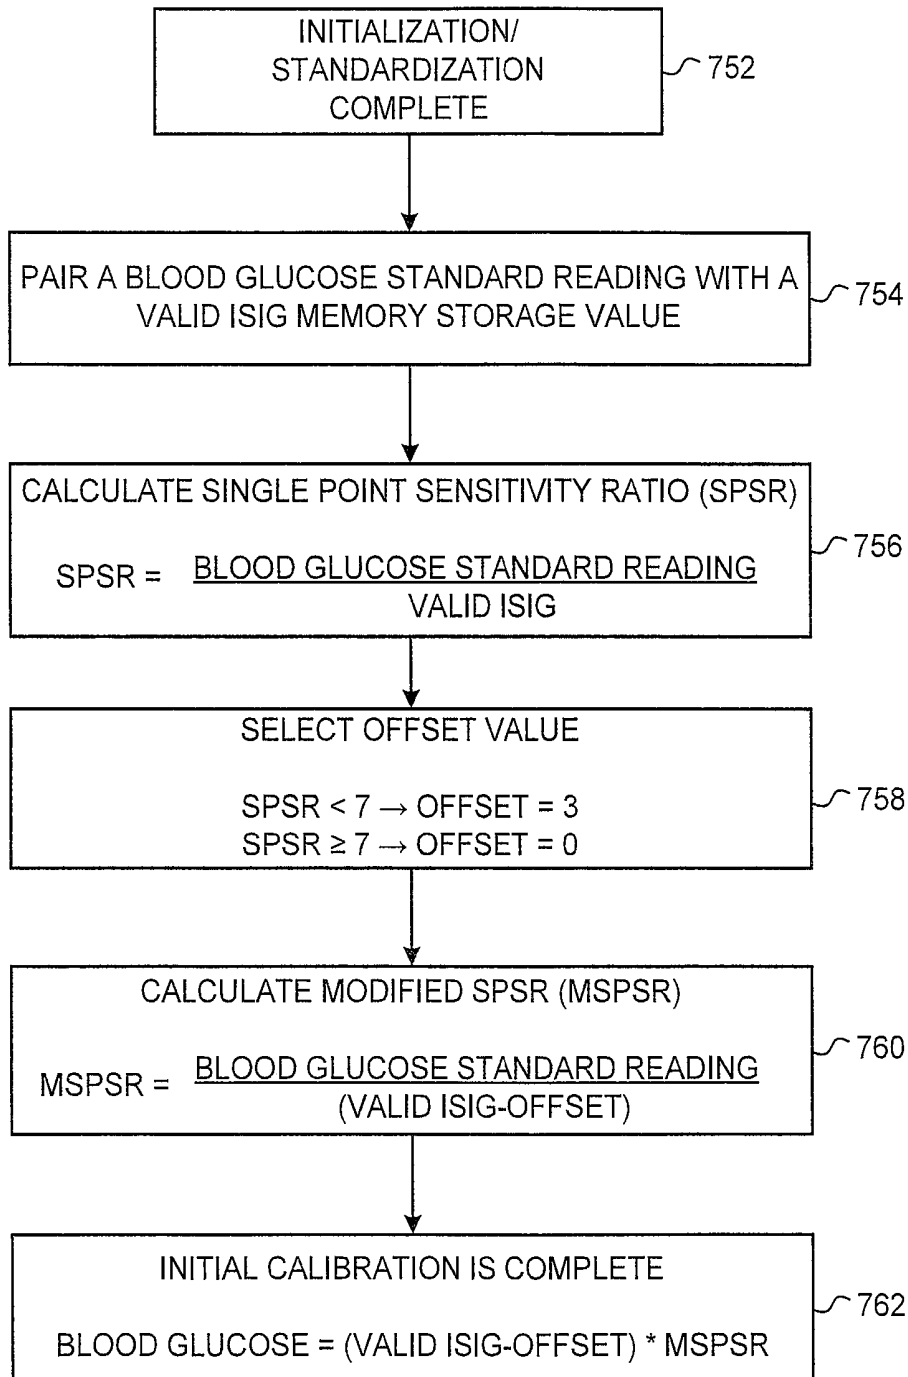 INITIALIZATION/
STANDARDIZATION
COMPLETE
752
PAIR A BLOOD GLUCOSE STANDARD READING WITH A
VALID ISIG MEMORY STORAGE VALUE
754
CALCULATE SINGLE POINT SENSITIVITY RATIO (SPSR)
SPSR = BLOOD GLUCOSE STANDARD READING
VALID ISIG
756
SELECT OFFSET VALUE
SPSR < 7 → OFFSET = 3
SPSR ≥ 7 → OFFSET = 0
758
CALCULATE MODIFIED SPSR (MSPSR)
MSPSR = BLOOD GLUCOSE STANDARD READING
(VALID ISIG-OFFSET)
760
INITIAL CALIBRATION IS COMPLETE
BLOOD GLUCOSE = (VALID ISIG-OFFSET) * MSPSR
762